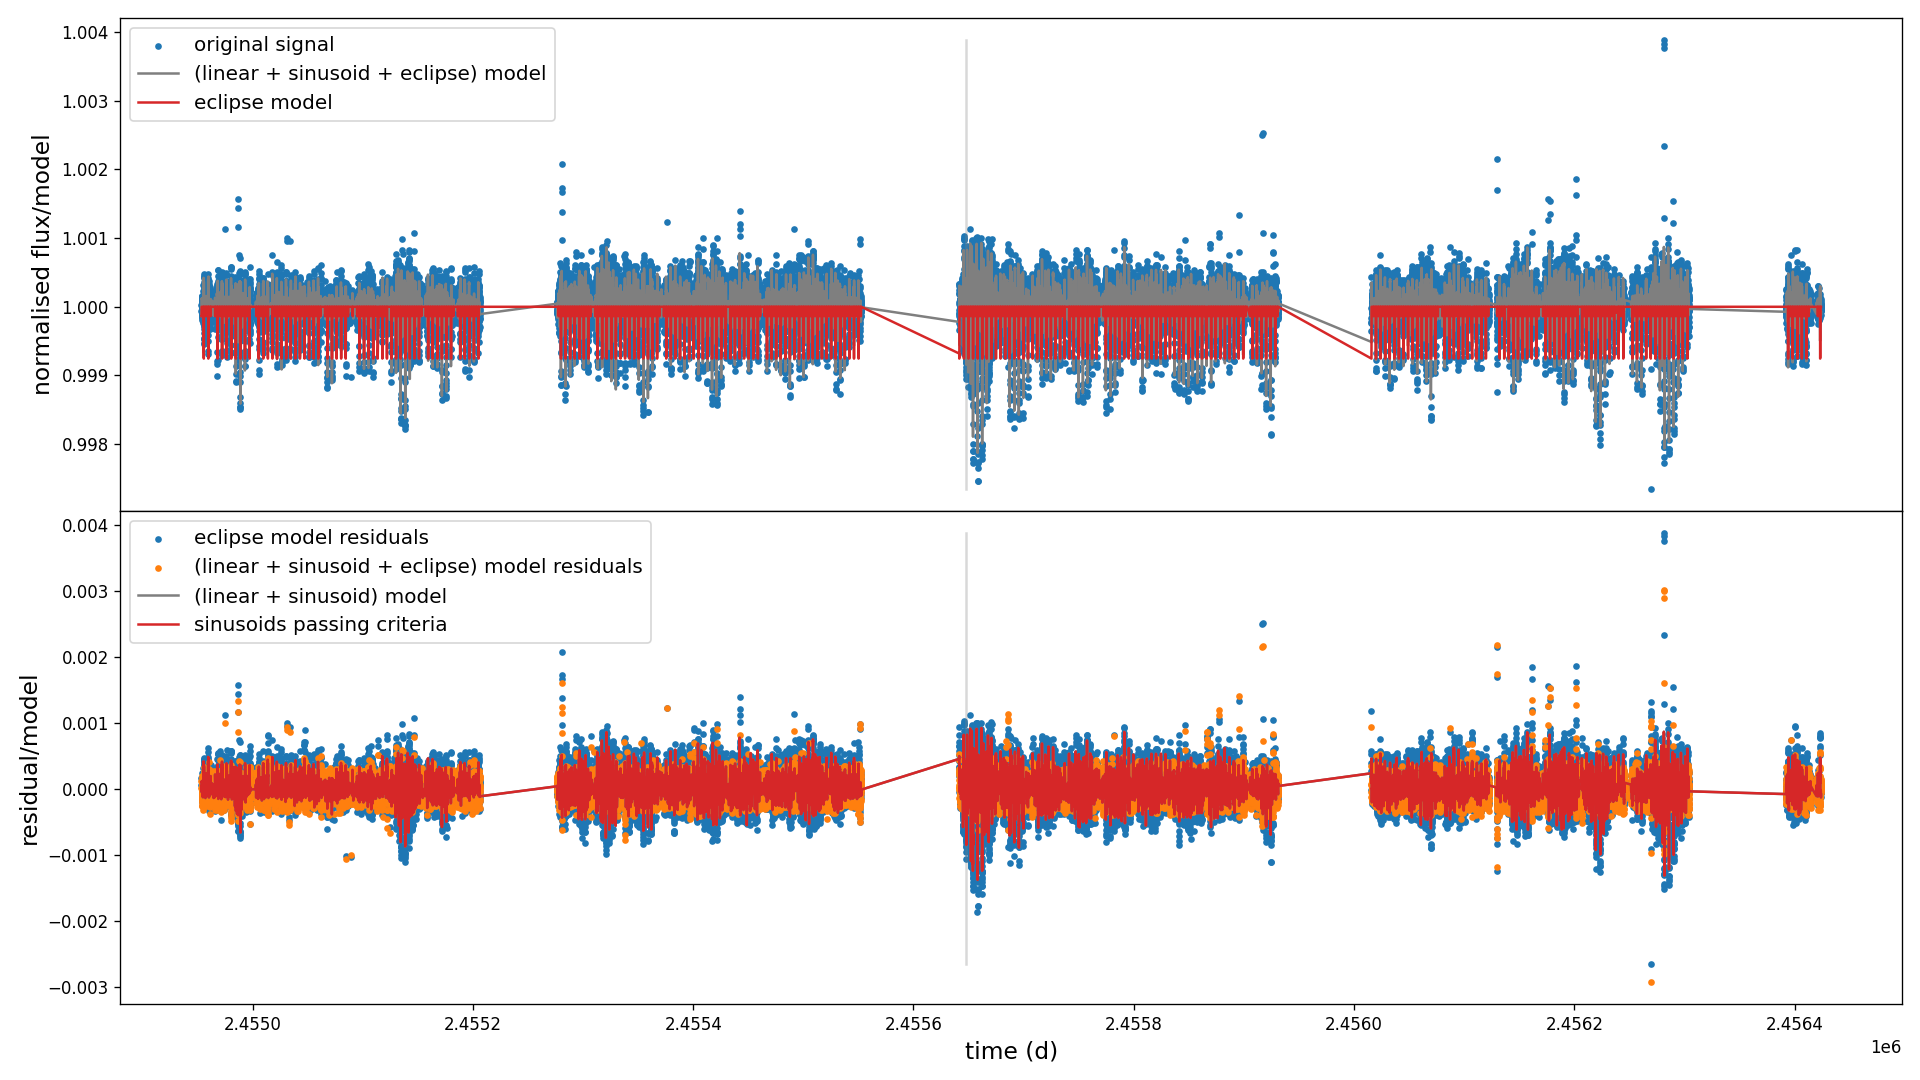 original signal
(linear + sinusoid + eclipse) model
eclipse model
1.004
1.003
1.002
1.001
1.000
0.999
0.998
normalised flux/model
eclipse model residuals
(linear + sinusoid + eclipse) model residuals
(linear + sinusoid) model
sinusoids passing criteria
0.004
0.003
0.002
0.001
0.000
−0.001
−0.002
−0.003
residual/model
2.4550
2.4552
2.4554
2.4556
2.4558
2.4560
2.4562
2.4564
1e6
time (d)